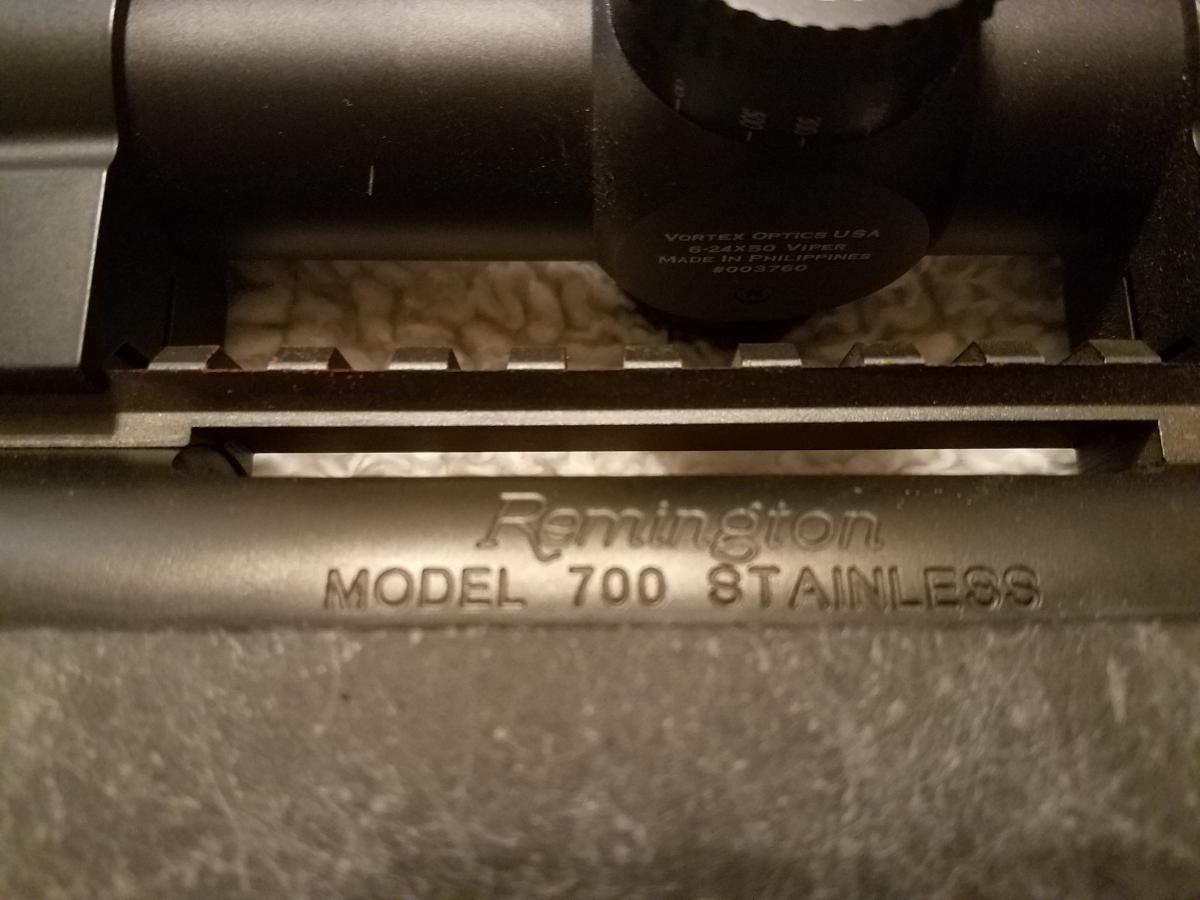 VORTEX OPTICS USA
6-24X50 VIPER
MADE IN PHILIPPINES
#003760
Remington
MODEL 700 STAINLESS